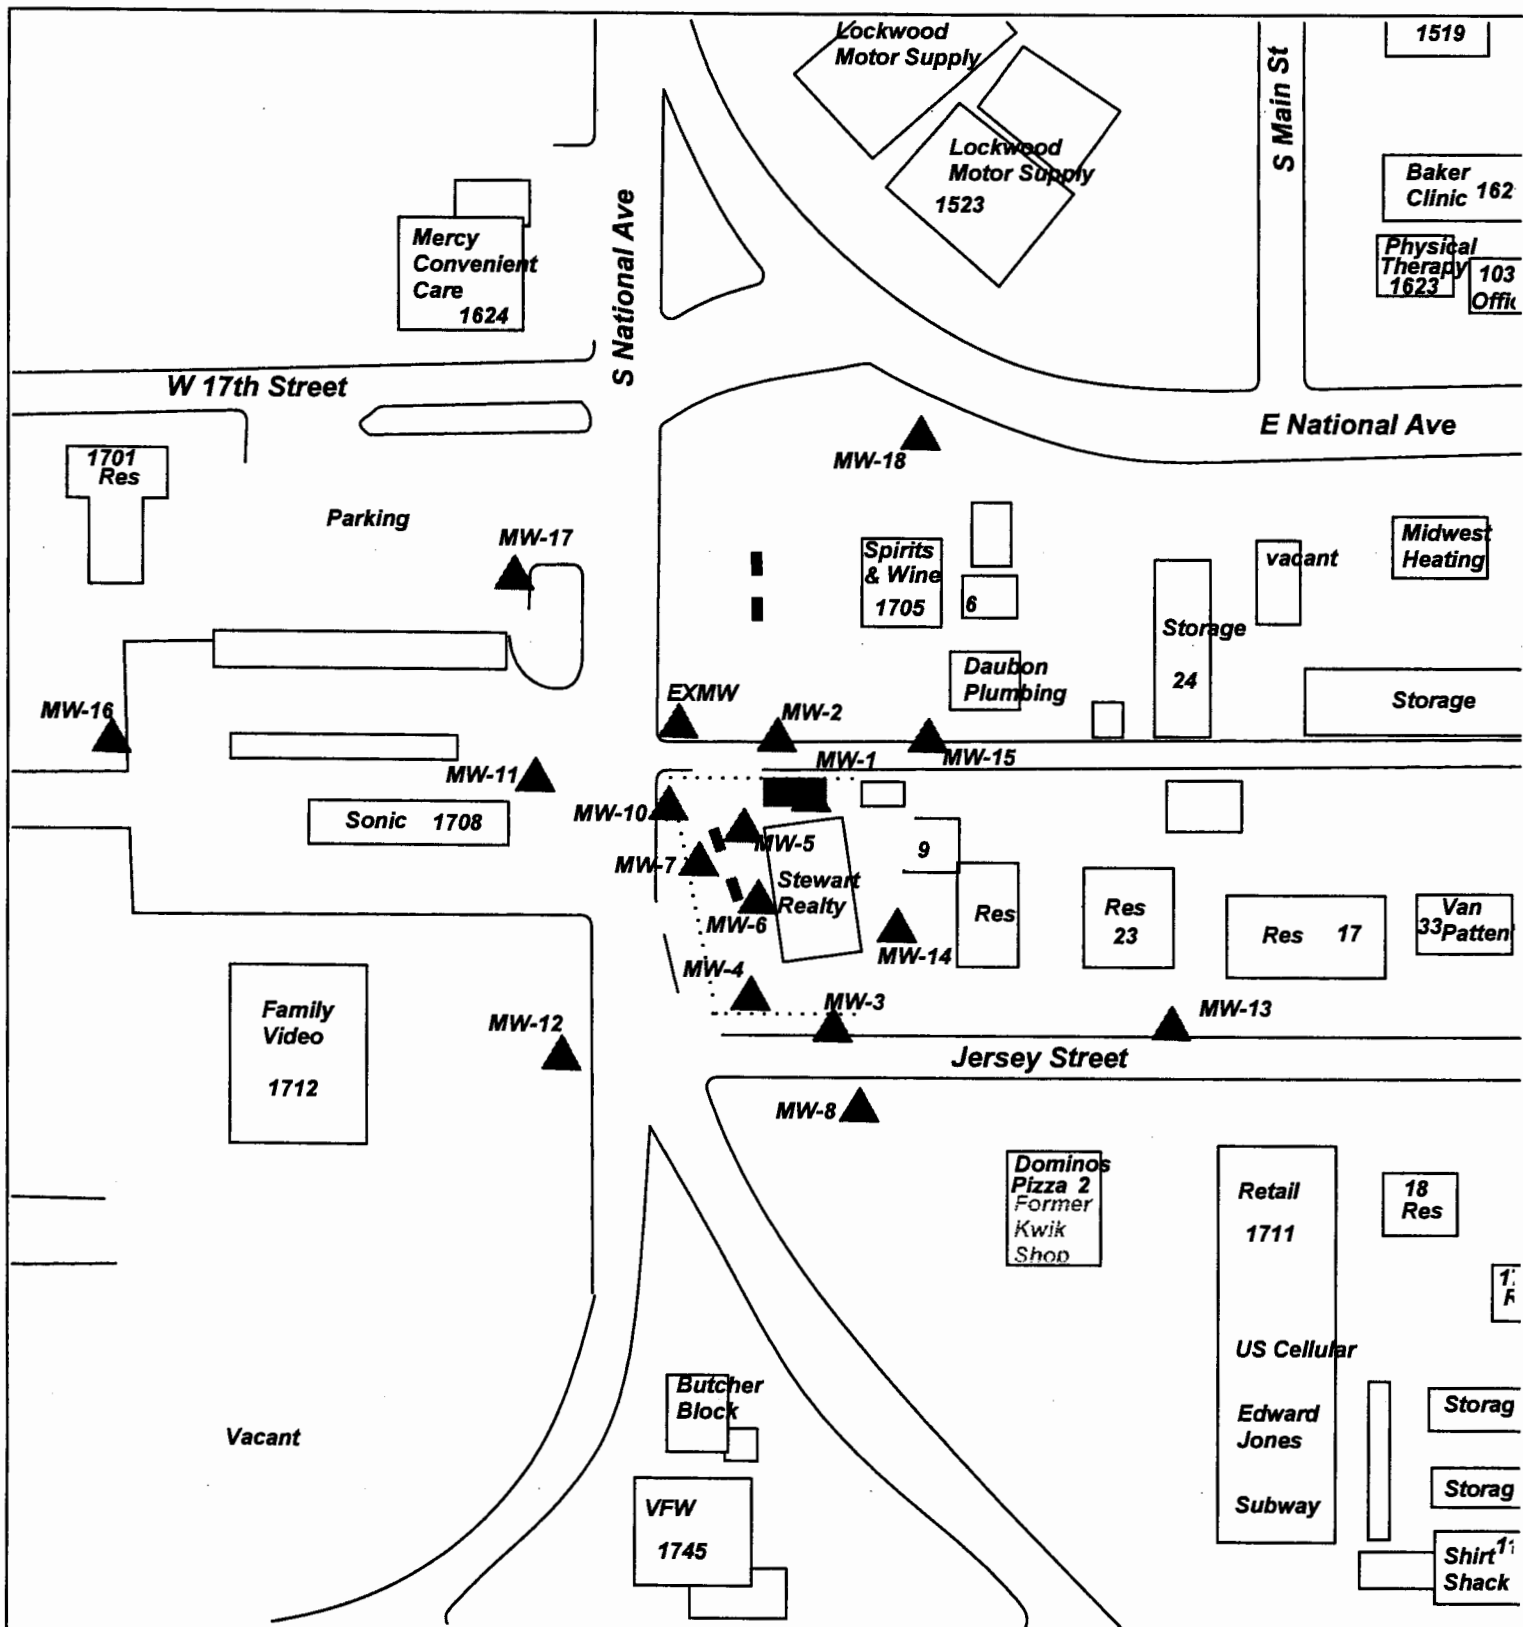 Lockwood
Motor Supply
1519
S Main St
Lockwood
Motor Supply
1523
Baker
Clinic 162
Physical
Therapy
1623
103
Mercy
Convenient
Care
1624
S National Ave
W 17th Street
E National Ave
1701
Res
MW-18
Parking
MW-17
Spirits
& Wine
1705
6
Midwest
Heating
vacant
Storage
24
Daubon
Plumbing
Storage
EXMW
MW-2
MW-16
MW-1
MW-15
MW-11
MW-10
Sonic 1708
MW-5
9
MW-7
Stewart
Realty
MW-6
Res
Res
23
Res 17
33
Van
Patten
MW-14
MW-4
MW-3
MW-13
Family
Video
1712
MW-12
Jersey Street
MW-8
Dominos
Pizza 2
Former
Kwik
Shop
Retail
1711
18
Res
US Cellular
Edward
Jones
Subway
Butcher
Block
Vacant
VFW
1745
Storag
Storag
Shirt
Shack